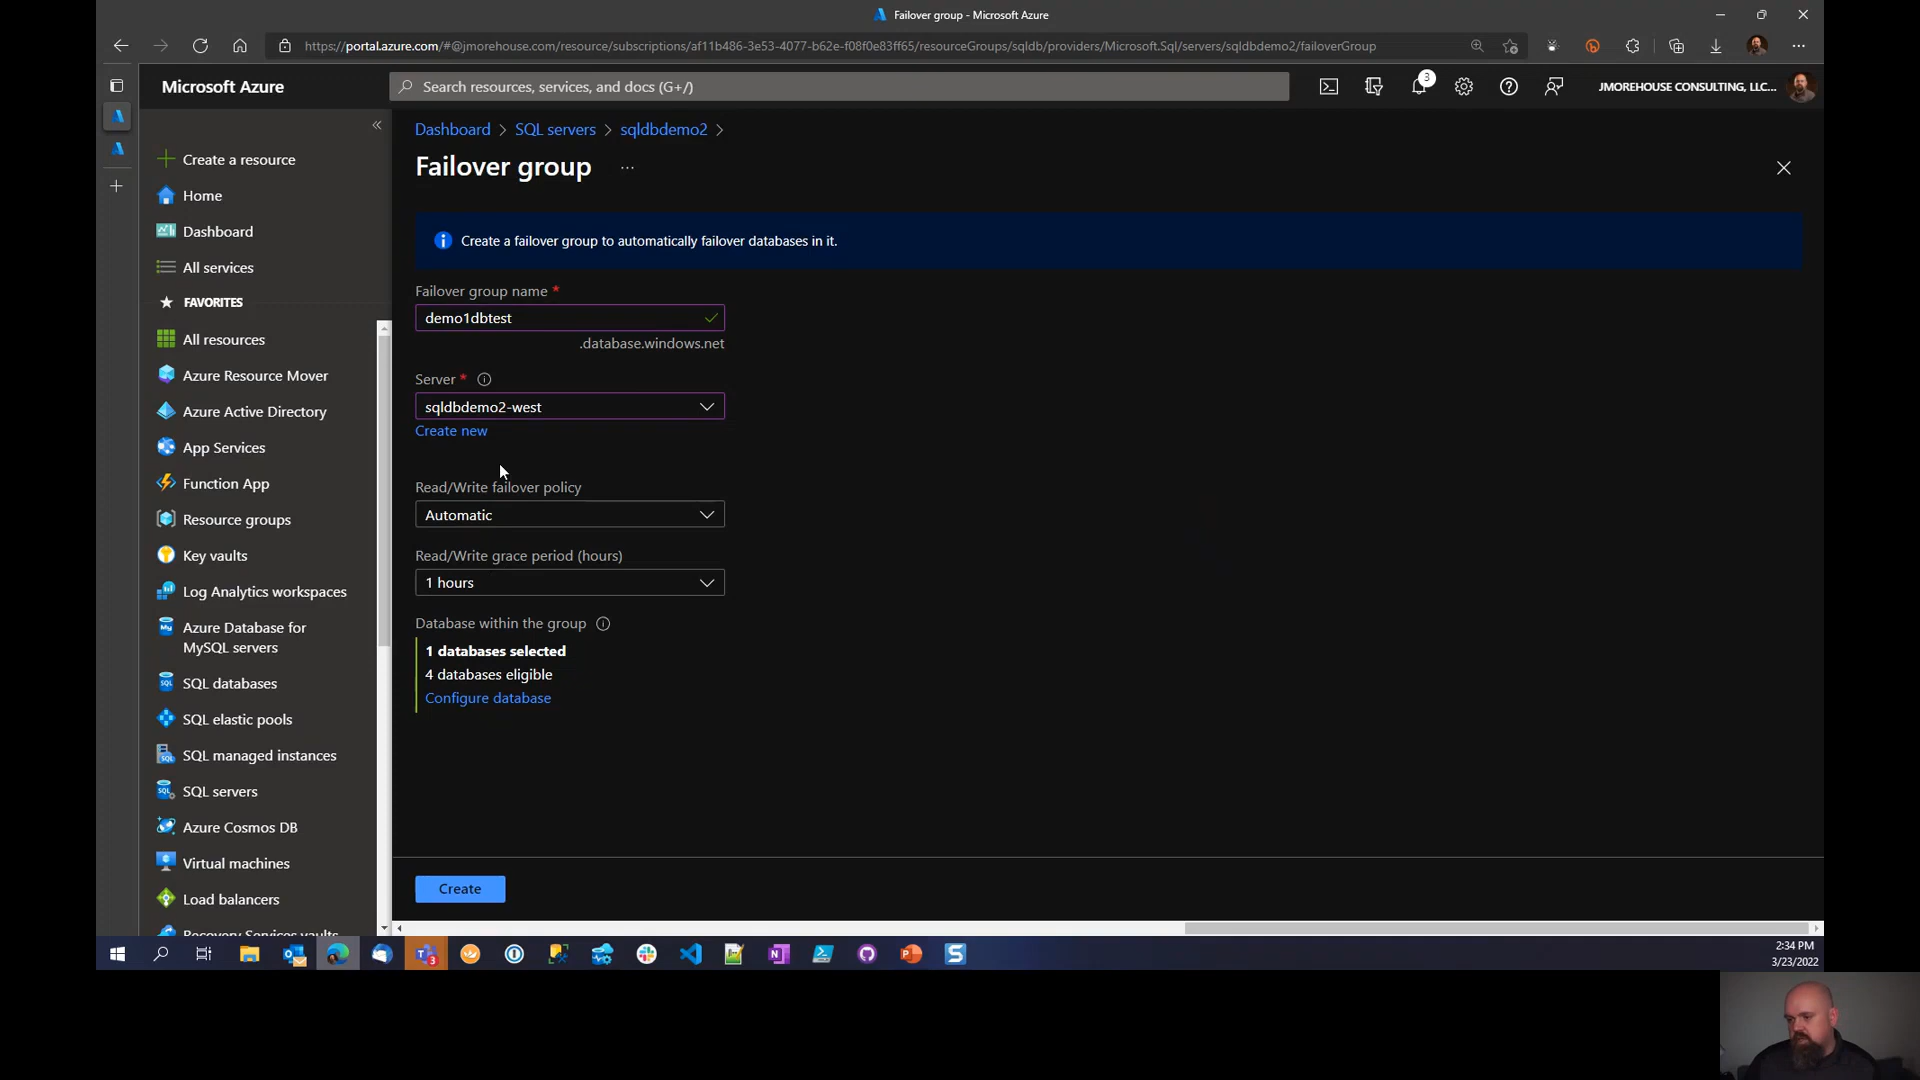 Failover group - Microsoft Azure
https://portal.azure.com/#@jmorehouse.com/resource/subscriptions/af11b486-3e53-4077-b62e-f08f0e83ff65/resourceGroups/sqldb/providers/Microsoft.Sql/servers/sqldbdemo2/failoverGroup
Microsoft Azure
Search resources, services, and docs (G+/)
3
JMOREHOUSE CONSULTING, LLC...
Create a resource
Home
Dashboard
All services
FAVORITES
All resources
Azure Resource Mover
Azure Active Directory
App Services
Function App
Resource groups
Key vaults
Log Analytics workspaces
Azure Database for
MySQL servers
SQL databases
SQL elastic pools
SQL managed instances
SQL servers
Azure Cosmos DB
Virtual machines
Load balancers
Recovery Services vaults
Dashboard > SQL servers > sqldbdemo2 >
Failover group ...
Create a failover group to automatically failover databases in it.
Failover group name *
demo1dbtest
.database.windows.net
Server *
sqldbdemo2-west
Create new
Read/Write failover policy
Automatic
Read/Write grace period (hours)
1 hours
Database within the group
1 databases selected
4 databases eligible
Configure database
Create
2:34 PM
3/23/2022